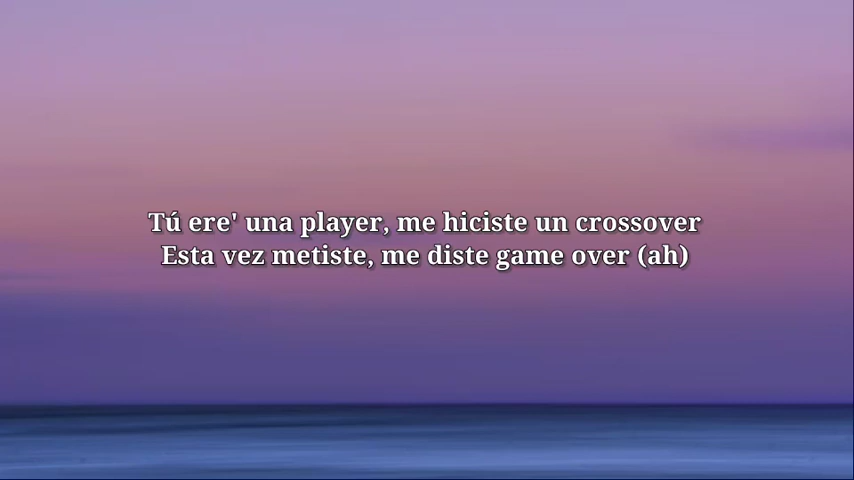 Tú ere' una player, me hiciste un crossover
Esta vez metiste, me diste game over (ah)